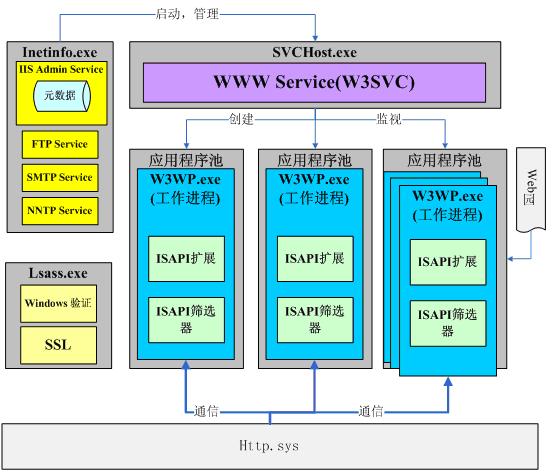 启动，管理
Inetinfo.exe
IIS Admin Service
元数据
FTP Service
SMTP Service
NNTP Service
SVCHost.exe
WWW Service(W3SVC)
创建
监视
应用程序池
W3WP.exe
(工作进程)
ISAPI扩展
ISAPI筛选
器
应用程序池
W3WP.exe
(工作进程)
ISAPI扩展
ISAPI筛选
器
应用程序池
W3WP.exe
(工作进程)
ISAPI扩展
ISAPI筛选
器
Web园
Lsass.exe
Windows 验证
SSL
通信
通信
Http.sys